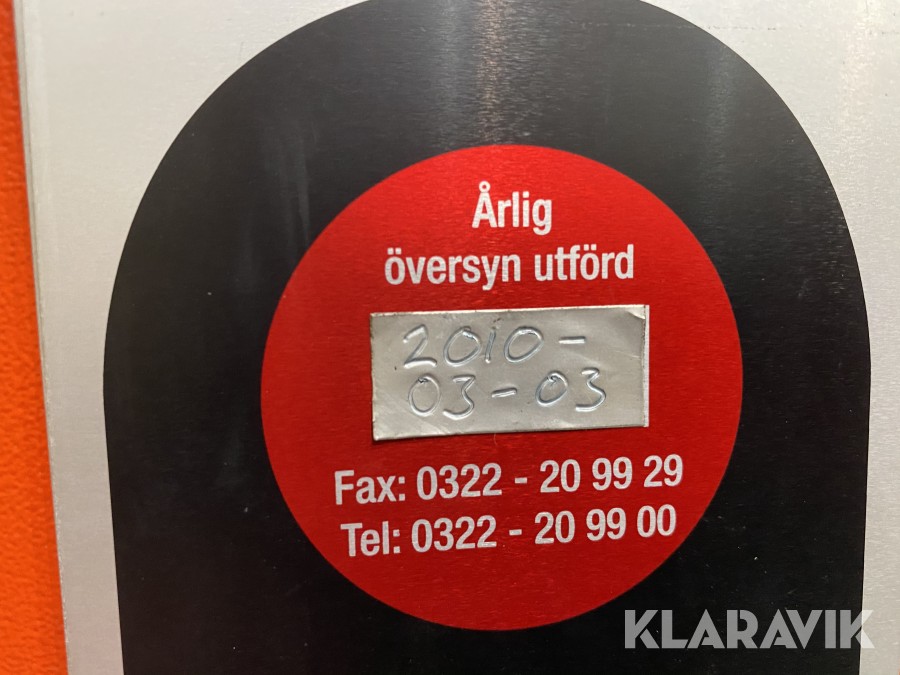 Årlig
översyn utförd
2010-
03-03
Fax: 0322 - 20 99 29
Tel: 0322 - 20 99 00
KLARAVIK